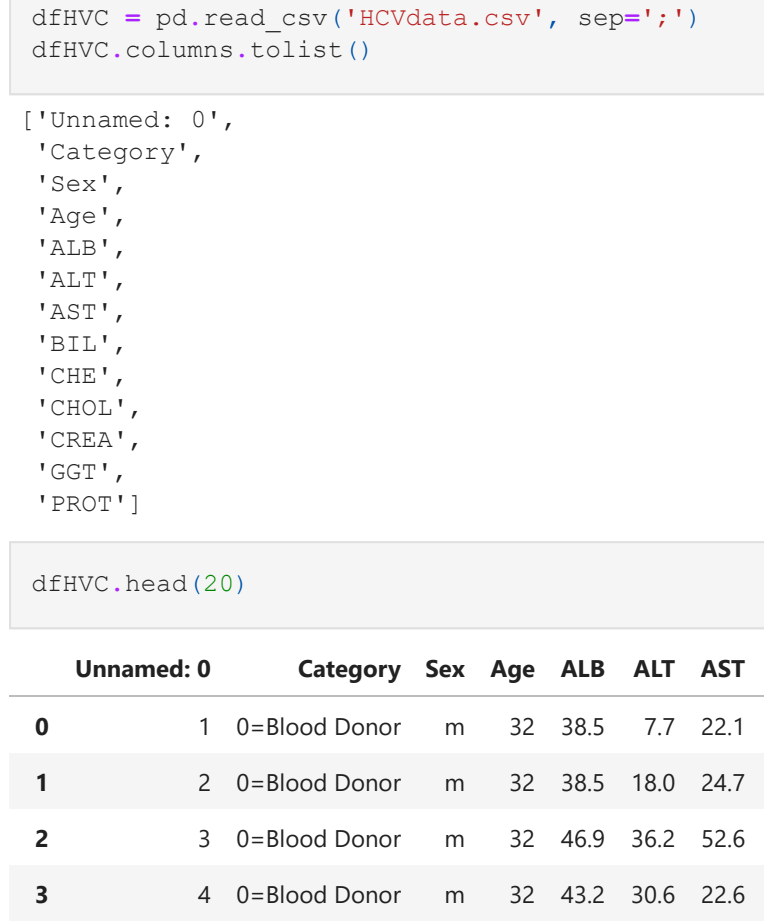 dfHVC = pd.read_csv('HCVdata.csv', sep=';')
dfHVC.columns.tolist()
['Unnamed: 0',
'Category',
'Sex',
'Age',
'ALB',
'ALT',
'AST',
'BIL',
'CHE',
'CHOL',
'CREA',
'GGT',
'PROT']
dfHVC.head(20)
Unnamed: 0 Category Sex Age ALB ALT AST
0 1 0=Blood Donor m 32 38.5 7.7 22.1
1 2 0=Blood Donor m 32 38.5 18.0 24.7
2 3 0=Blood Donor m 32 46.9 36.2 52.6
3 4 0=Blood Donor m 32 43.2 30.6 22.6